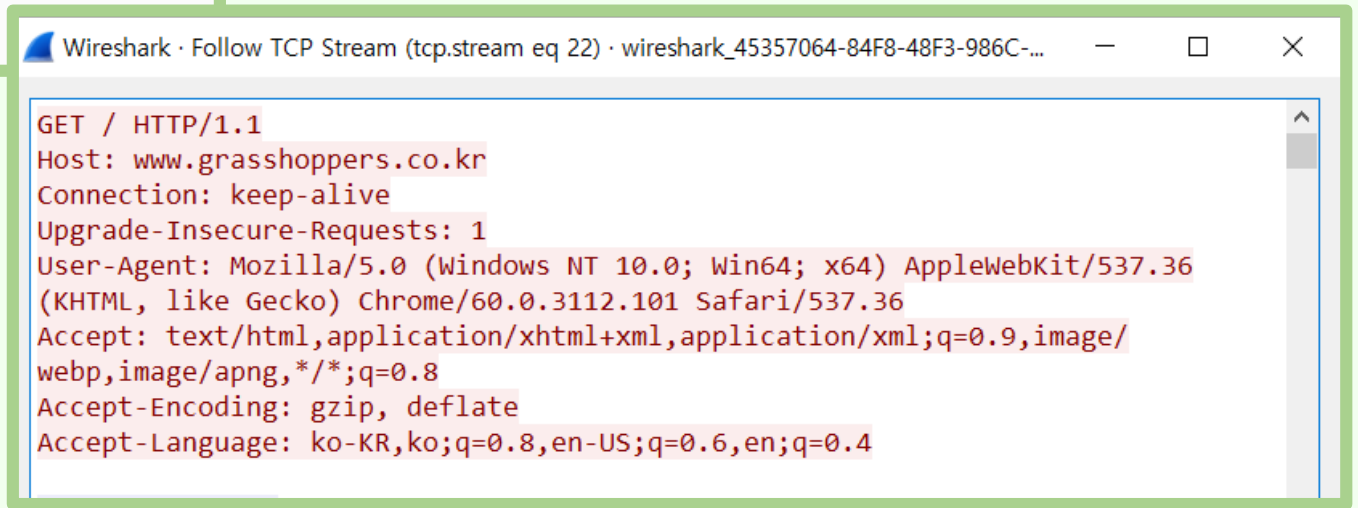 Wireshark · Follow TCP Stream (tcp.stream eq 22) · wireshark_45357064-84F8-48F3-986C-...
GET / HTTP/1.1
Host: www.grasshoppers.co.kr
Connection: keep-alive
Upgrade-Insecure-Requests: 1
User-Agent: Mozilla/5.0 (Windows NT 10.0; Win64; x64) AppleWebKit/537.36
(KHTML, like Gecko) Chrome/60.0.3112.101 Safari/537.36
Accept: text/html,application/xhtml+xml,application/xml;q=0.9,image/
webp,image/apng,*/*;q=0.8
Accept-Encoding: gzip, deflate
Accept-Language: ko-KR,ko;q=0.8,en-US;q=0.6,en;q=0.4